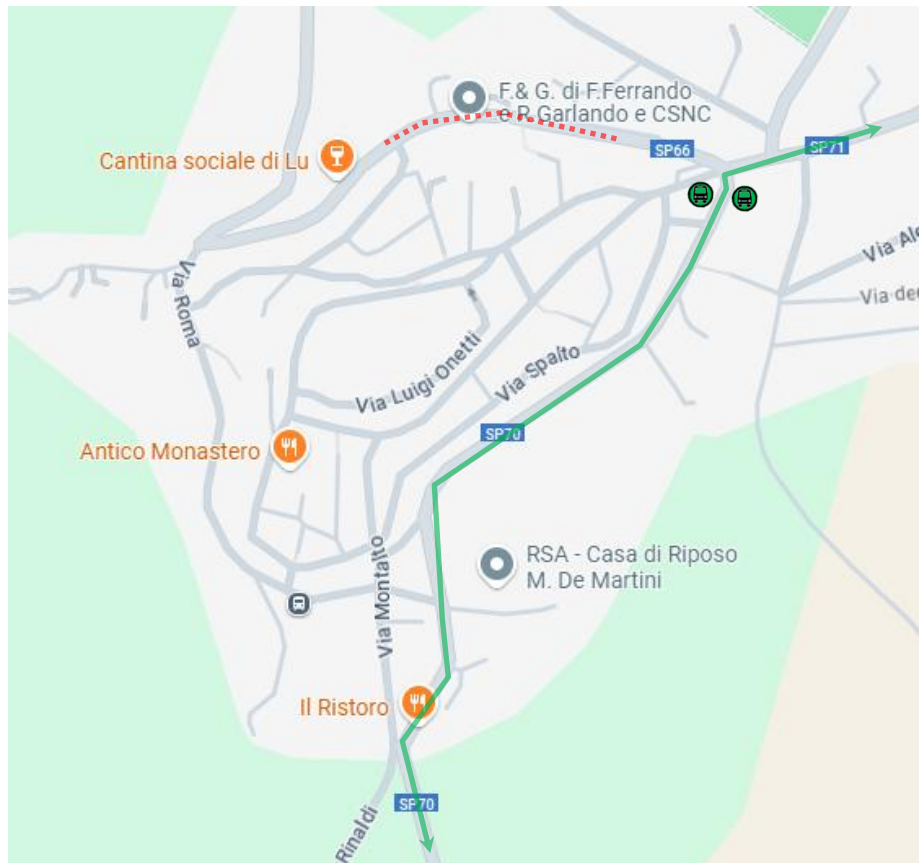 F.& G. di F.Ferrando
e R.Garlando e CSNC
SP66
SP71
Cantina sociale di Lu
Via Ale
Via dec
Via Roma
Via Luigi Onetti
Via Spalto
SP70
Antico Monastero
RSA - Casa di Riposo
M. De Martini
Via Montalto
Il Ristoro
SP70
Rinaldi